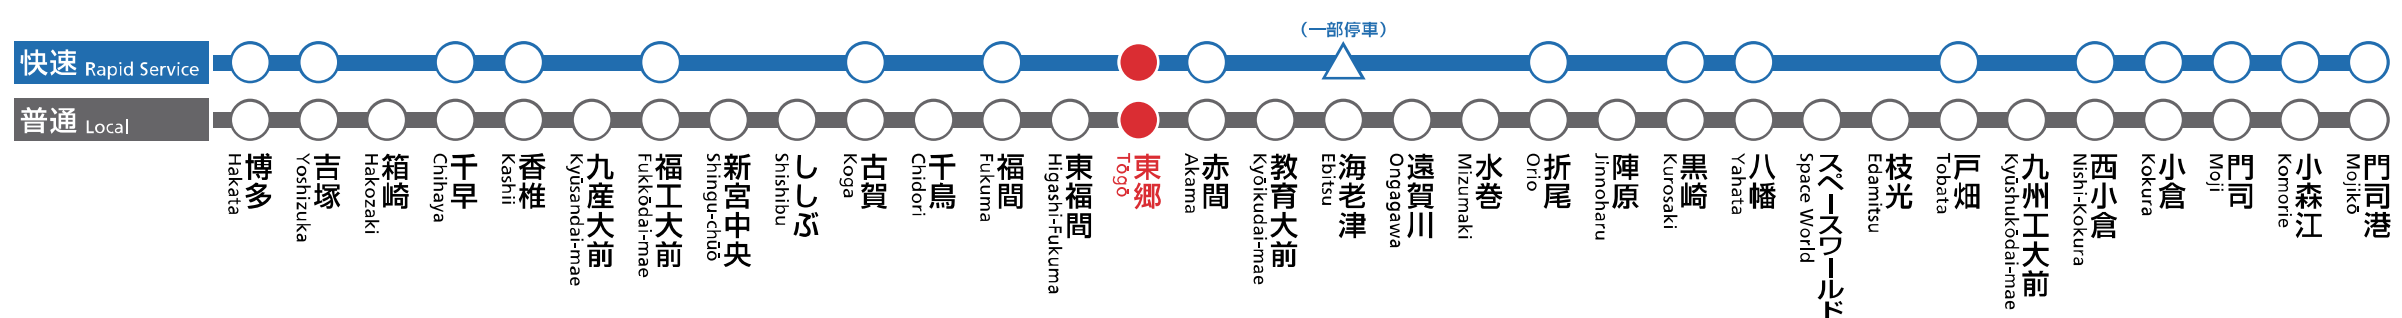 （一部停車）
快速 Rapid Service
普通 Local
博多 Hakata
吉塚 Yoshizuka
箱崎 Hakozaki
千早 Chihaya
香椎 Kashii
九産大前 Kyūsandai-mae
福工大前 Fukkōdai-mae
新宮中央 Shingu-chūō
ししぶ Shishibu
古賀 Koga
千鳥 Chidori
福間 Fukuma
東福間 Higashi-Fukuma
東郷 Tōgō
赤間 Akama
教育大前 Kyōikudai-mae
海老津 Ebitsu
遠賀川 Ongagawa
水巻 Mizumaki
折尾 Orio
陣原 Jinnoharu
黒崎 Kurosaki
八幡 Yahata
スペースワールド Space World
枝光 Edamitsu
戸畑 Tobata
九州工大前 Kyūshukōdai-mae
西小倉 Nishi-Kokura
小倉 Kokura
門司 Moji
小森江 Komorie
門司港 Mojikō